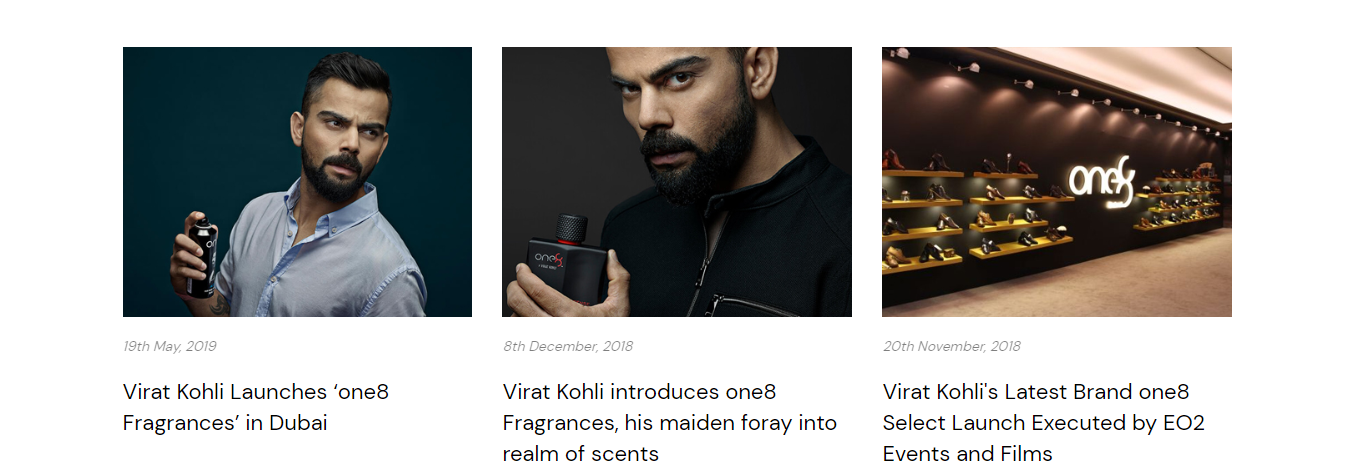 one8
one8
19th May, 2019
8th December, 2018
20th November, 2018
Virat Kohli Launches ‘one8
Fragrances’ in Dubai
Virat Kohli introduces one8
Fragrances, his maiden foray into
realm of scents
Virat Kohli's Latest Brand one8
Select Launch Executed by EO2
Events and Films